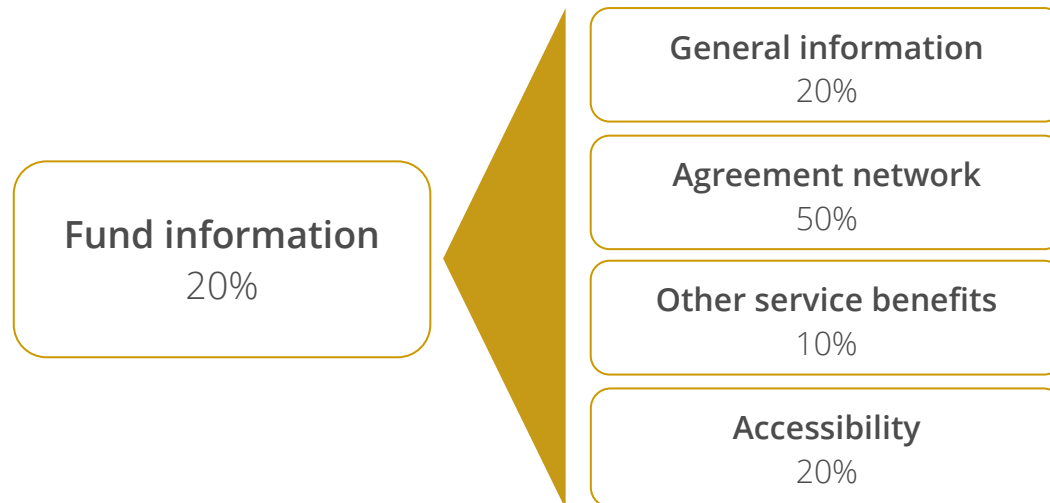 Fund information
20%
General information
20%
Agreement network
50%
Other service benefits
10%
Accessibility
20%